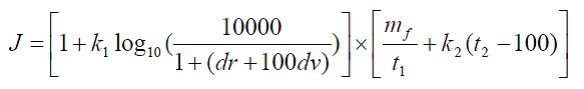 J = [1 + k₁ log₁₀(10000 / (1 + (dr + 100dv)))] × [m_f / t₁ + k₂(t₂ − 100)]